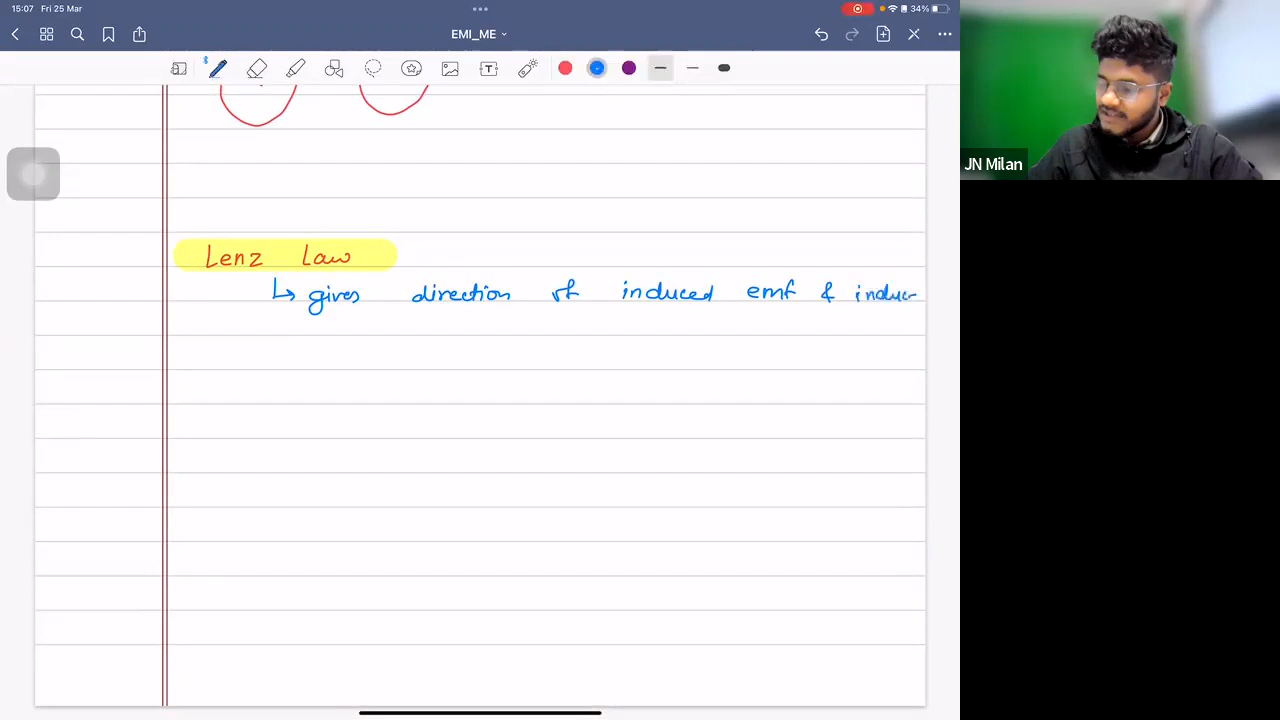 15:07 Fri 25 Mar
34%
EMI_ME
T
JN Milan
Lenz Law
↳ gives direction of induced emf & induc